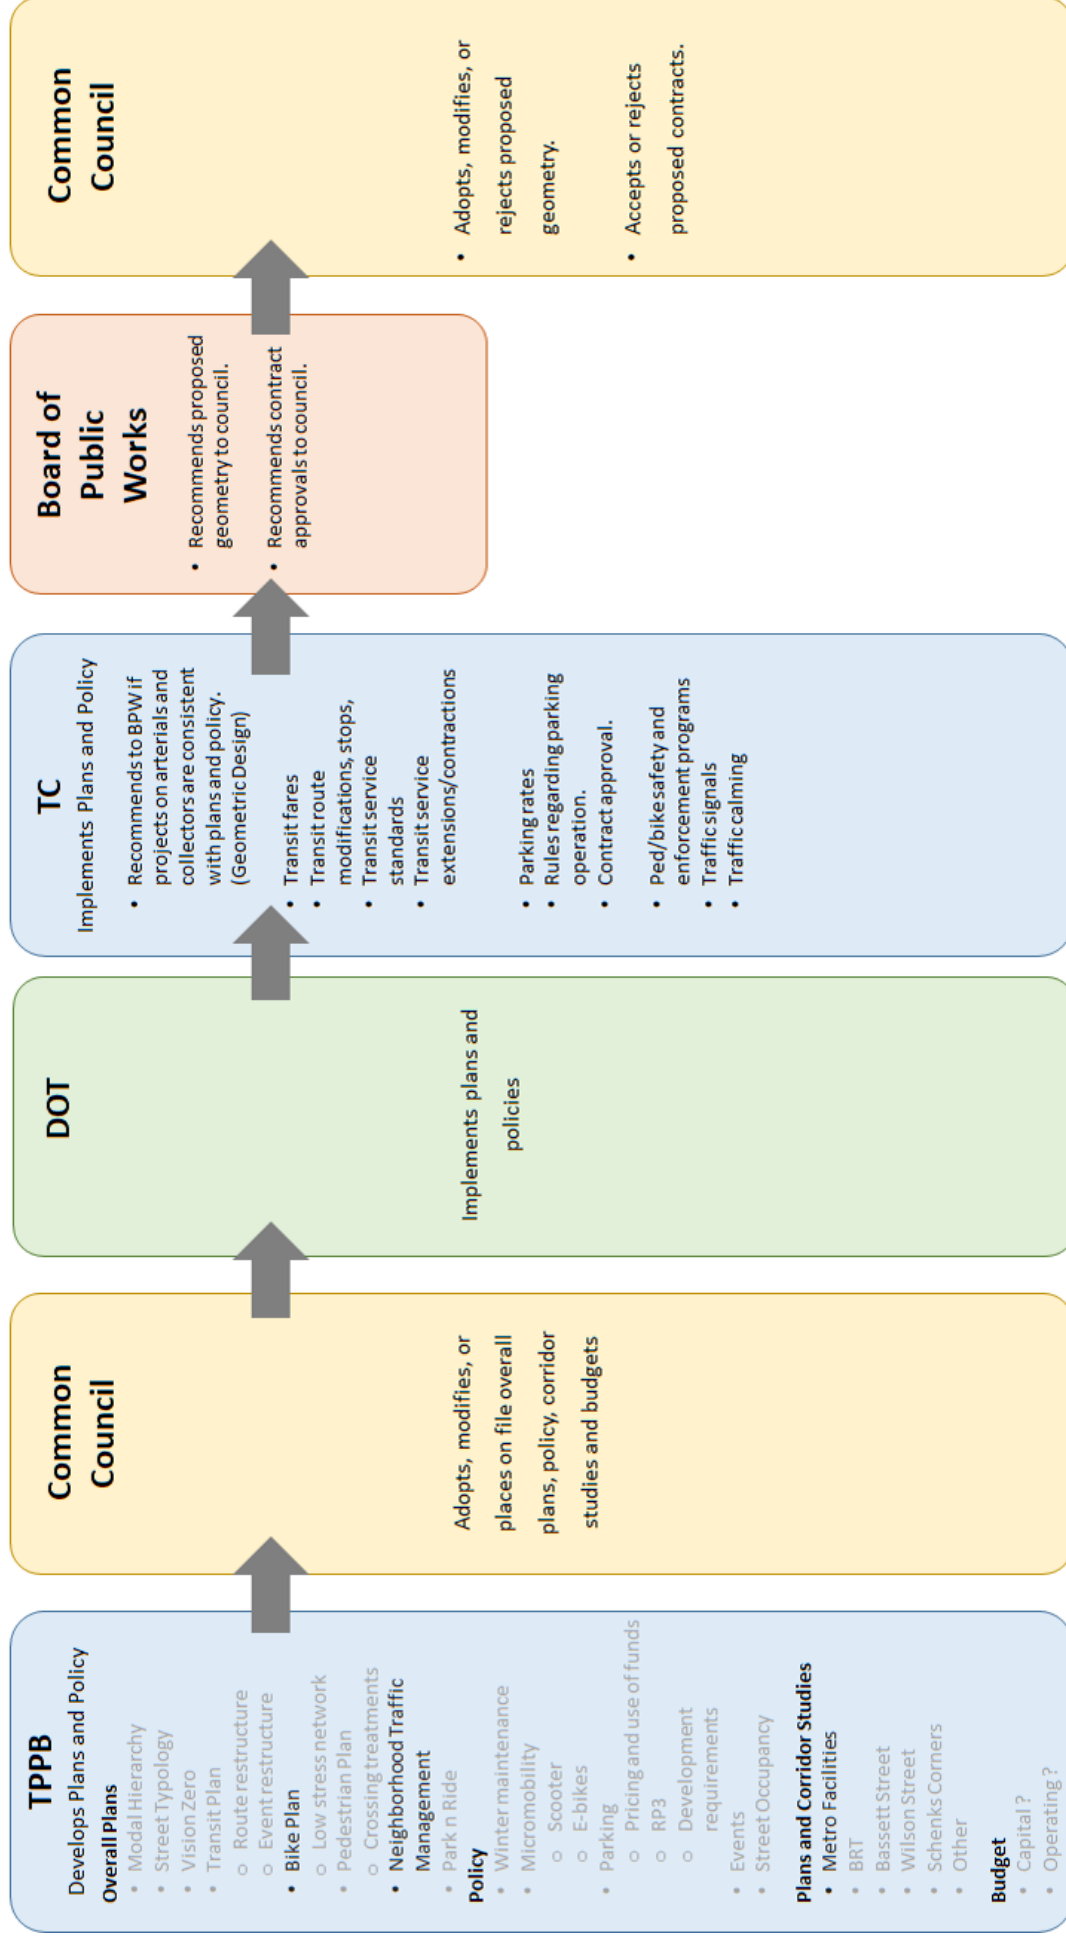 TPPB
Develops Plans and Policy
Overall Plans
• Modal Hierarchy
• Street Typology
• Vision Zero
• Transit Plan
○ Route restructure
○ Event restructure
• Bike Plan
○ Low stress network
• Pedestrian Plan
○ Crossing treatments
• Neighborhood Traffic
Management
• Park n Ride
Policy
• Winter maintenance
• Micromobility
○ Scooter
○ E-bikes
• Parking
○ Pricing and use of funds
○ RP3
○ Development
requirements
• Events
• Street Occupancy
Plans and Corridor Studies
• Metro Facilities
• BRT
• Bassett Street
• Wilson Street
• Schenks Corners
• Other
Budget
• Capital ?
• Operating ?
Common
Council
Adopts, modifies, or
places on file overall
plans, policy, corridor
studies and budgets
DOT
Implements plans and
policies
TC
Implements Plans and Policy
• Recommends to BPW if
projects on arterials and
collectors are consistent
with plans and policy.
(Geometric Design)
• Transit fares
• Transit route
modifications, stops,
• Transit service
standards
• Transit service
extensions/contractions
• Parking rates
• Rules regarding parking
operation.
• Contract approval.
• Ped/bike safety and
enforcement programs
• Traffic signals
• Traffic calming
Board of
Public
Works
• Recommends proposed
geometry to council.
• Recommends contract
approvals to council.
Common
Council
• Adopts, modifies, or
rejects proposed
geometry.
• Accepts or rejects
proposed contracts.